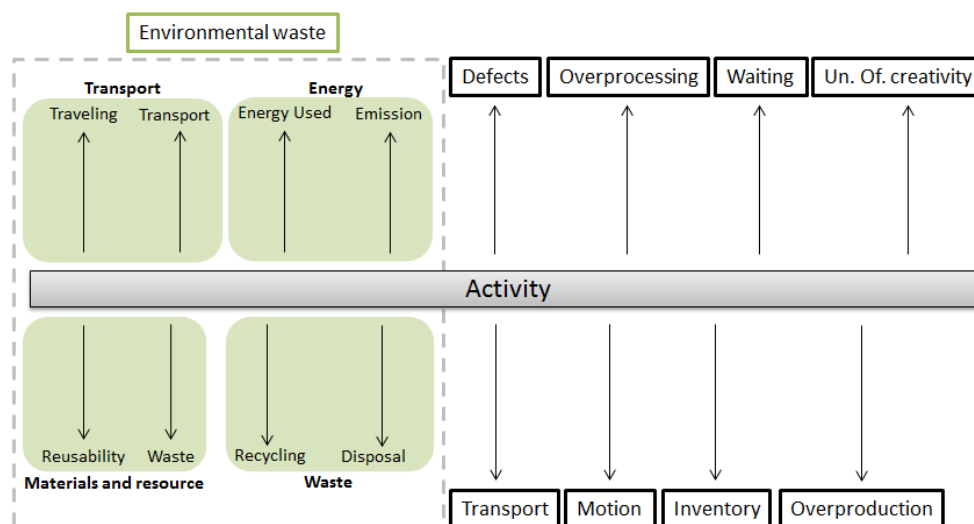 Environmental waste
Transport
Energy
Traveling
Transport
Energy Used
Emission
Defects
Overprocessing
Waiting
Un. Of. creativity
Activity
Reusability
Waste
Recycling
Disposal
Materials and resource
Waste
Transport
Motion
Inventory
Overproduction